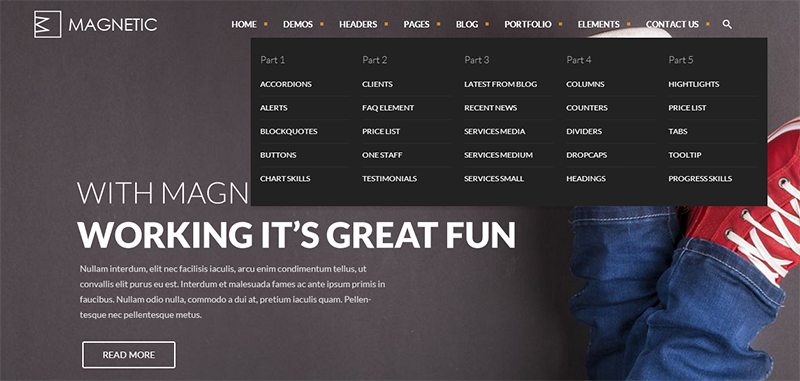 MAGNETIC
HOME DEMOS HEADERS PAGES BLOG PORTFOLIO ELEMENTS CONTACT US
Part 1 Part 2 Part 3 Part 4 Part 5
ACCORDIONS CLIENTS LATEST FROM BLOG COLUMNS HIGHTLIGHTS
ALERTS FAQ ELEMENT RECENT NEWS COUNTERS PRICE LIST
BLOCKQUOTES PRICE LIST SERVICES MEDIA DIVIDERS TABS
BUTTONS ONE STAFF SERVICES MEDIUM DROPCAPS TOOLTIP
CHART SKILLS TESTIMONIALS SERVICES SMALL HEADINGS PROGRESS SKILLS
WITH MAGN
WORKING IT'S GREAT FUN
Nullam interdum, elit nec facilisis iaculis, arcu enim condimentum tellus, ut
convallis elit purus eu est. Interdum et malesuada fames ac ante ipsum primis in
faucibus. Nullam odio nulla, commodo a dui at, pretium iaculis quam. Pellen-
tesque nec pellentesque metus.
READ MORE